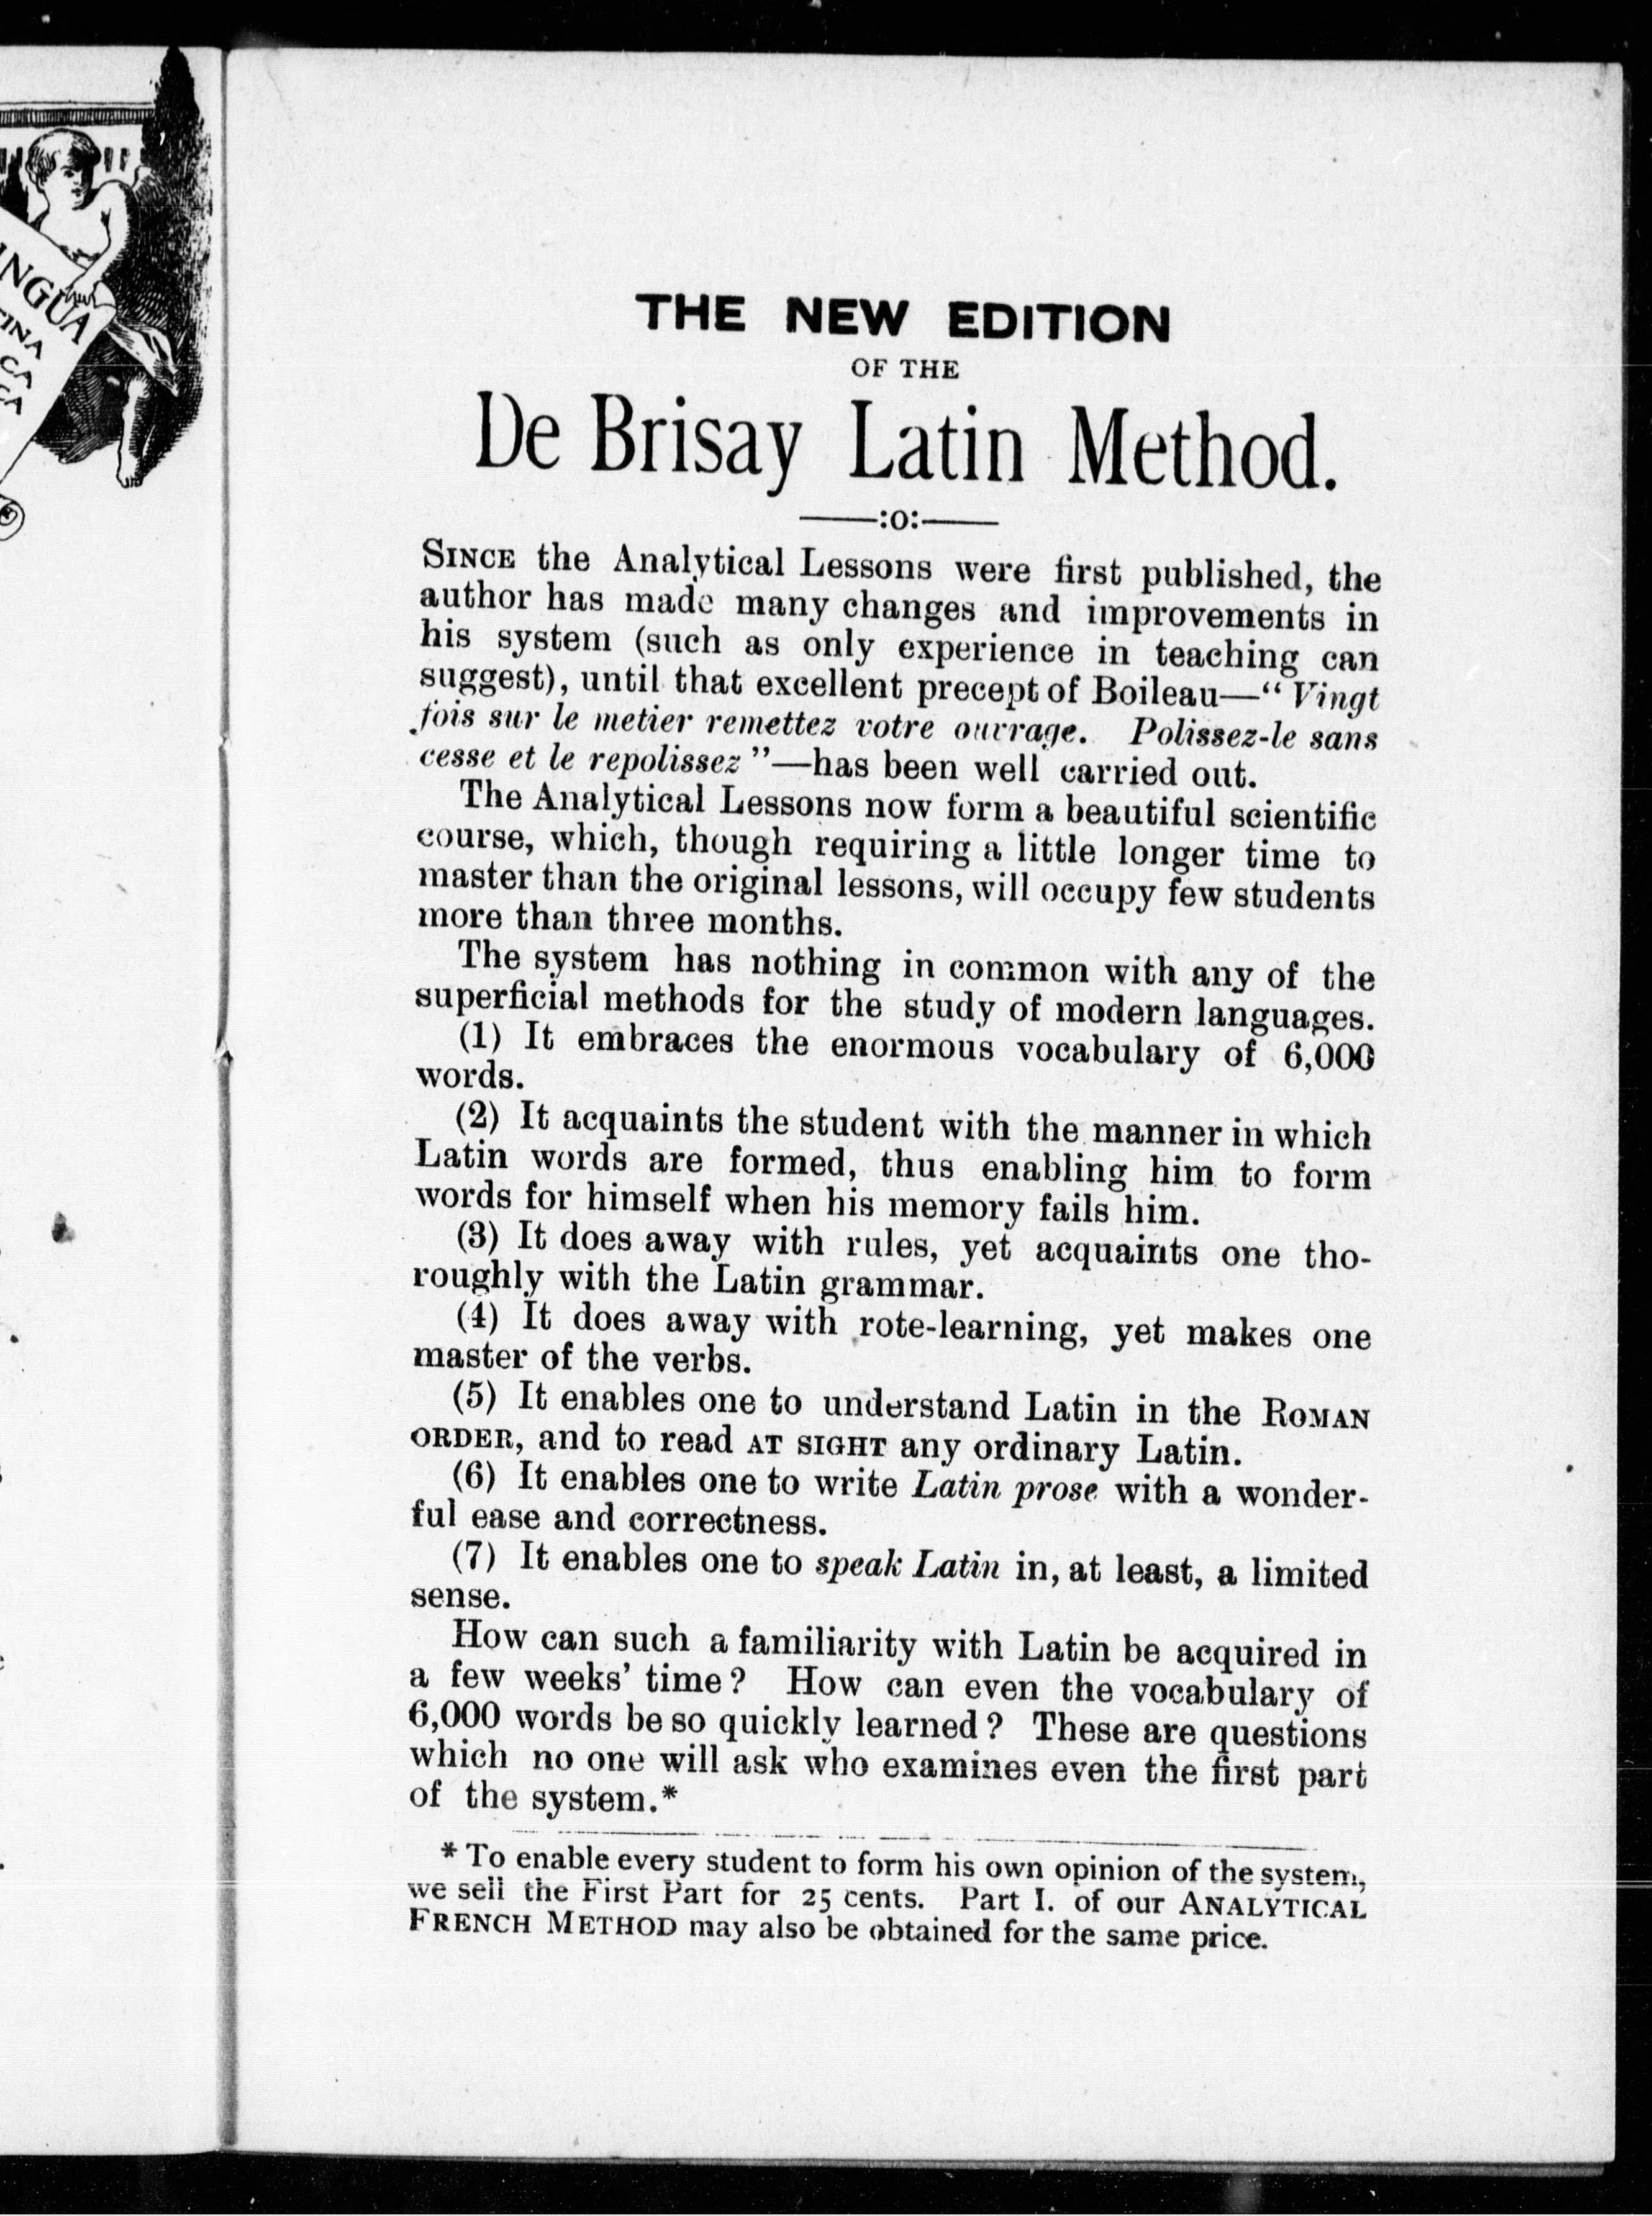 INGUA
TINA
CA
CA
THE NEW EDITION
OF THE
De Brisay Latin Method.
——:o:——
SINCE the Analytical Lessons were first published, the
author has made many changes and improvements in
his system (such as only experience in teaching can
suggest), until that excellent precept of Boileau—“ Vingt
fois sur le metier remettez votre ouvrage. Polissez-le sans
cesse et le repolissez ”—has been well carried out.
The Analytical Lessons now form a beautiful scientific
course, which, though requiring a little longer time to
master than the original lessons, will occupy few students
more than three months.
The system has nothing in common with any of the
superficial methods for the study of modern languages.
(1) It embraces the enormous vocabulary of 6,000
words.
(2) It acquaints the student with the manner in which
Latin words are formed, thus enabling him to form
words for himself when his memory fails him.
(3) It does away with rules, yet acquaints one tho-
roughly with the Latin grammar.
(4) It does away with rote-learning, yet makes one
master of the verbs.
(5) It enables one to understand Latin in the ROMAN
ORDER, and to read AT SIGHT any ordinary Latin.
(6) It enables one to write Latin prose with a wonder-
ful ease and correctness.
(7) It enables one to speak Latin in, at least, a limited
sense.
How can such a familiarity with Latin be acquired in
a few weeks’ time? How can even the vocabulary of
6,000 words be so quickly learned? These are questions
which no one will ask who examines even the first part
of the system.*
* To enable every student to form his own opinion of the system,
we sell the First Part for 25 cents. Part I. of our ANALYTICAL
FRENCH METHOD may also be obtained for the same price.